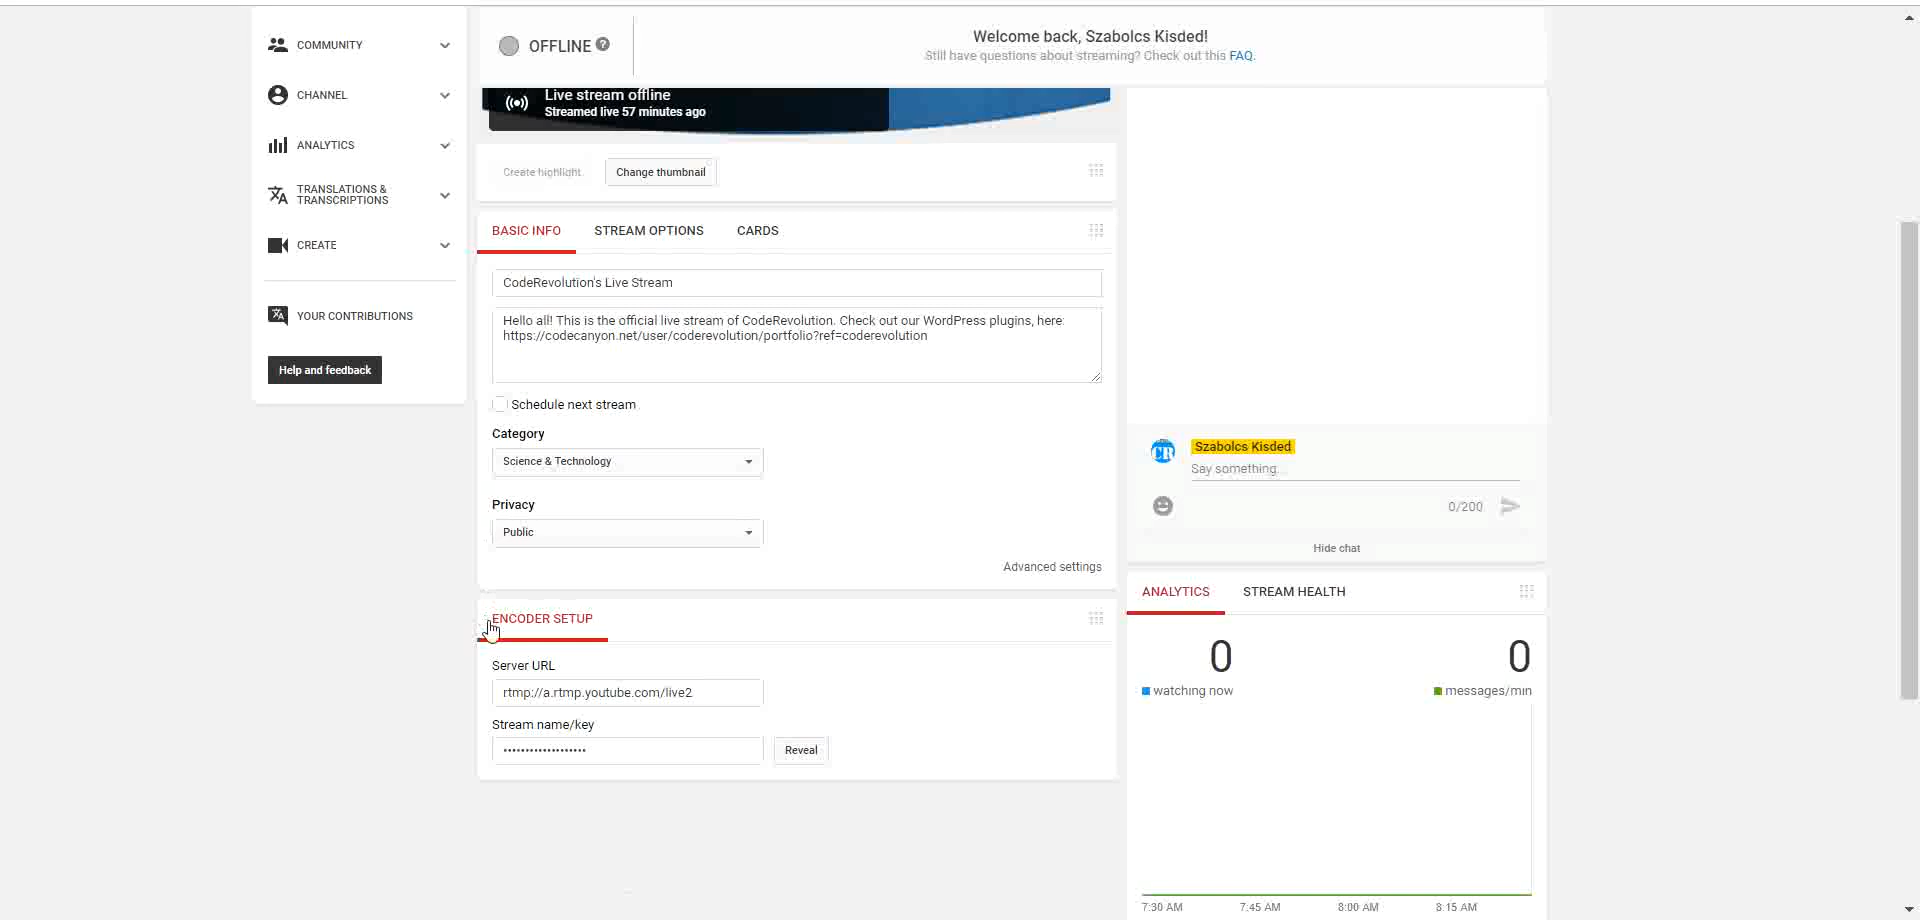 COMMUNITY
CHANNEL
ANALYTICS
TRANSLATIONS &
TRANSCRIPTIONS
CREATE
YOUR CONTRIBUTIONS
Help and feedback
OFFLINE ?
Welcome back, Szabolcs Kisded!
Still have questions about streaming? Check out this FAQ.
Live stream offline
Streamed live 57 minutes ago
Create highlight
Change thumbnail
BASIC INFO
STREAM OPTIONS
CARDS
CodeRevolution's Live Stream
Hello all! This is the official live stream of CodeRevolution. Check out our WordPress plugins, here:
https://codecanyon.net/user/coderevolution/portfolio?ref=coderevolution
Schedule next stream
Category
Science & Technology
Privacy
Public
Advanced settings
ENCODER SETUP
Server URL
rtmp://a.rtmp.youtube.com/live2
Stream name/key
•••••••••••••••••••
Reveal
CR
Szabolcs Kisded
Say something...
0/200
Hide chat
ANALYTICS
STREAM HEALTH
0
0
watching now
messages/min
7:30 AM
7:45 AM
8:00 AM
8:15 AM